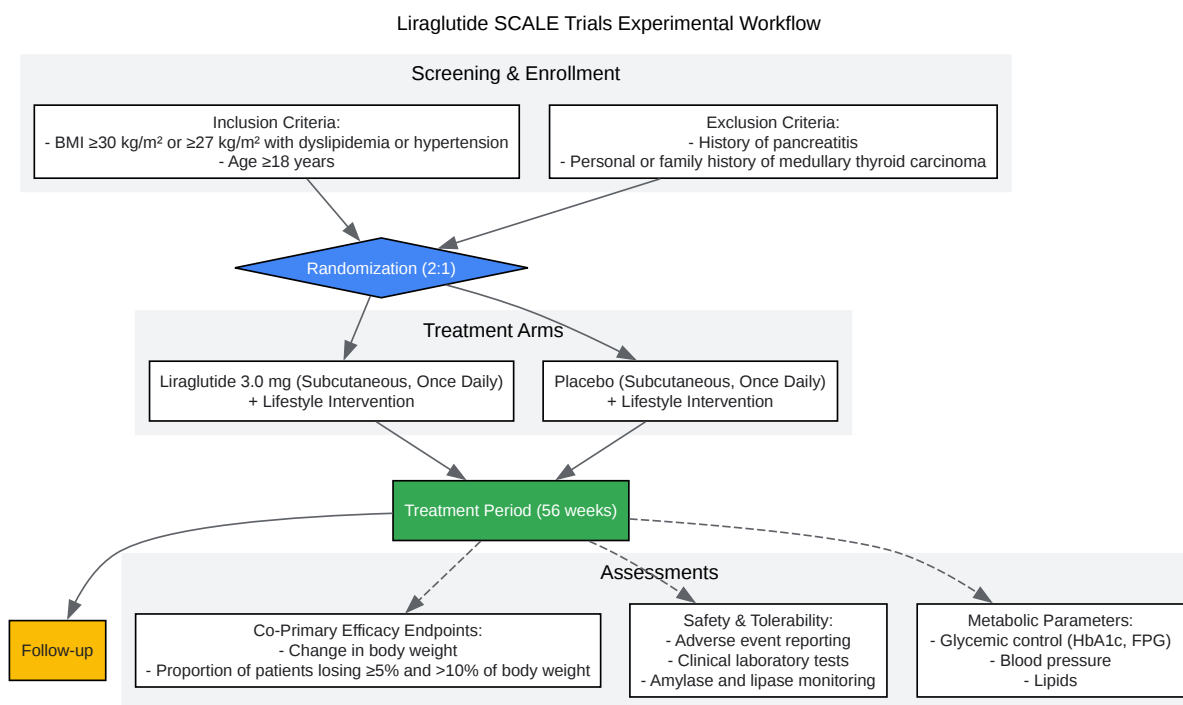 Liraglutide SCALE Trials Experimental Workflow
Screening & Enrollment
Inclusion Criteria:
- BMI ≥30 kg/m² or ≥27 kg/m² with dyslipidemia or hypertension
- Age ≥18 years
Exclusion Criteria:
- History of pancreatitis
- Personal or family history of medullary thyroid carcinoma
Randomization (2:1)
Treatment Arms
Liraglutide 3.0 mg (Subcutaneous, Once Daily)
+ Lifestyle Intervention
Placebo (Subcutaneous, Once Daily)
+ Lifestyle Intervention
Treatment Period (56 weeks)
Assessments
Follow-up
Co-Primary Efficacy Endpoints:
- Change in body weight
- Proportion of patients losing ≥5% and >10% of body weight
Safety & Tolerability:
- Adverse event reporting
- Clinical laboratory tests
- Amylase and lipase monitoring
Metabolic Parameters:
- Glycemic control (HbA1c, FPG)
- Blood pressure
- Lipids